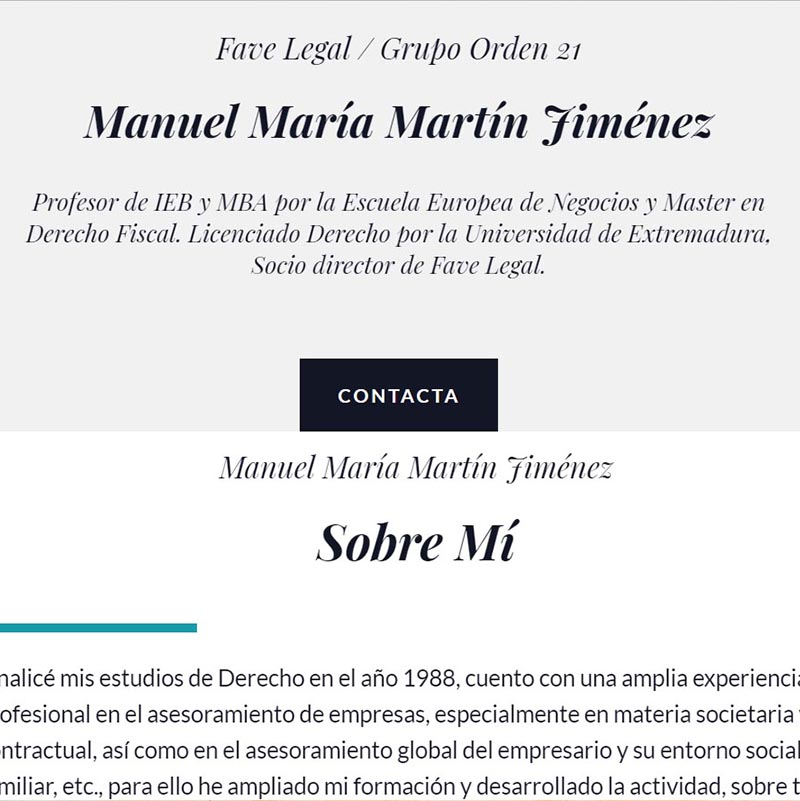 Fave Legal / Grupo Orden 21
Manuel María Martín Jiménez
Profesor de IEB y MBA por la Escuela Europea de Negocios y Master en
Derecho Fiscal. Licenciado Derecho por la Universidad de Extremadura,
Socio director de Fave Legal.
CONTACTA
Manuel María Martín Jiménez
Sobre Mí
nalicé mis estudios de Derecho en el año 1988, cuento con una amplia experiencia
ofesional en el asesoramiento de empresas, especialmente en materia societaria
ntractual, así como en el asesoramiento global del empresario y su entorno social
miliar, etc., para ello he ampliado mi formación y desarrollado la actividad, sobre